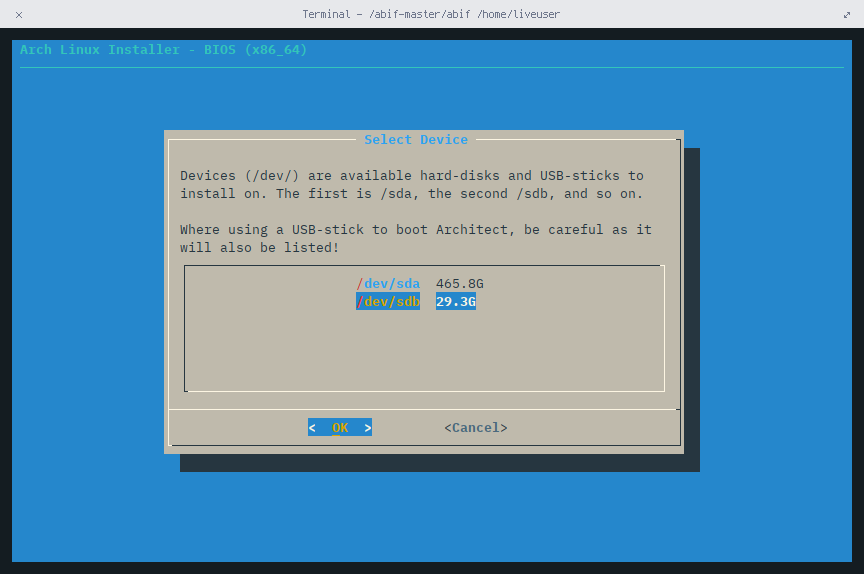 Terminal - /abif-master/abif /home/liveuser
Arch Linux Installer - BIOS (x86_64)
Select Device
Devices (/dev/) are available hard-disks and USB-sticks to
install on. The first is /sda, the second /sdb, and so on.
Where using a USB-stick to boot Architect, be careful as it
will also be listed!
/dev/sda 465.8G
/dev/sdb 29.3G
< OK > <Cancel>